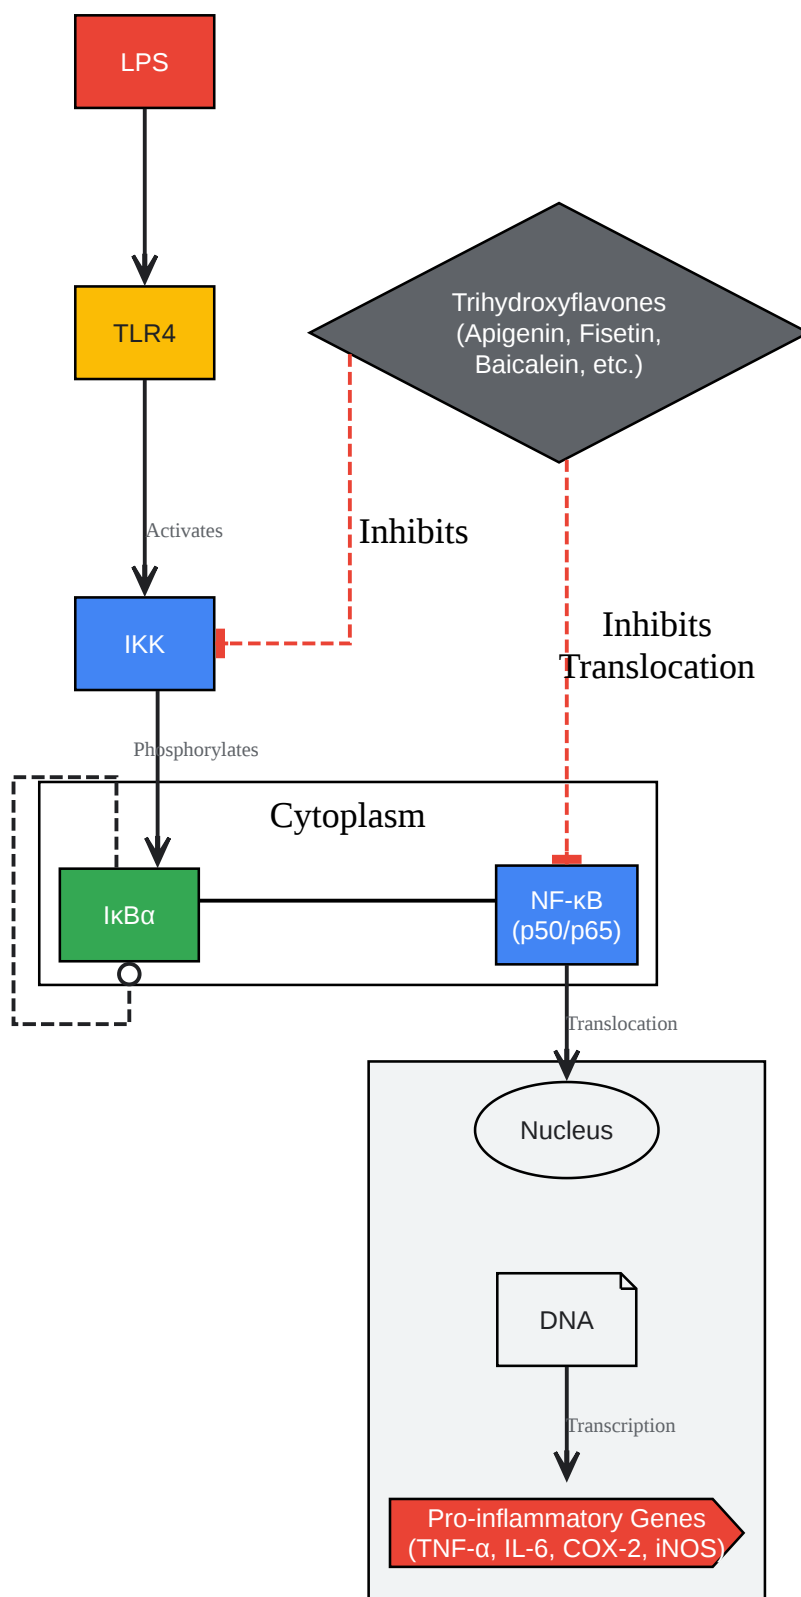 LPS
TLR4
Trihydroxyflavones
(Apigenin, Fisetin,
Baicalein, etc.)
Activates
Inhibits
Inhibits
Translocation
IKK
Phosphorylates
Cytoplasm
IκBα
NF-κB
(p50/p65)
Translocation
Nucleus
DNA
Transcription
Pro-inflammatory Genes
(TNF-α, IL-6, COX-2, iNOS)